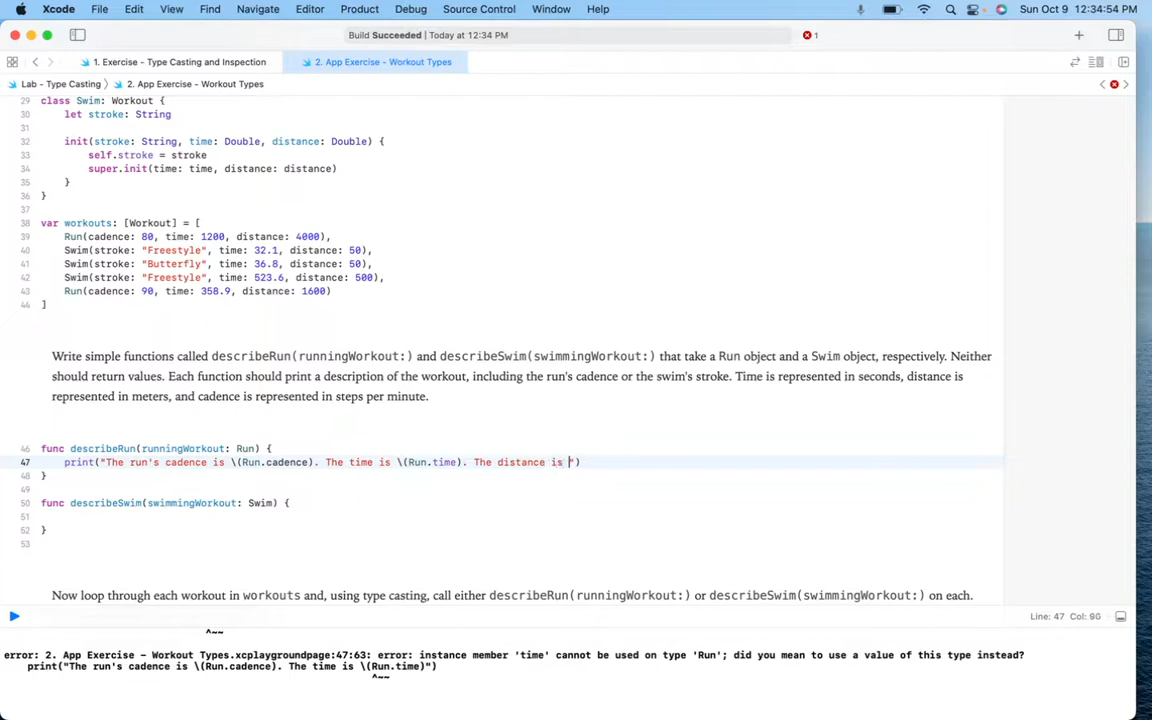 Xcode File Edit View Find Navigate Editor Product Debug Source Control Window Help Sun Oct 9 12:34:54 PM
Build Succeeded | Today at 12:34 PM 1
1. Exercise - Type Casting and Inspection 2. App Exercise - Workout Types
Lab - Type Casting 〉 2. App Exercise - Workout Types
29 class Swim: Workout {
30 let stroke: String
31
32 init(stroke: String, time: Double, distance: Double) {
33 self.stroke = stroke
34 super.init(time: time, distance: distance)
35 }
36 }
37
38 var workouts: [Workout] = [
39 Run(cadence: 80, time: 1200, distance: 4000),
40 Swim(stroke: "Freestyle", time: 32.1, distance: 50),
41 Swim(stroke: "Butterfly", time: 36.8, distance: 50),
42 Swim(stroke: "Freestyle", time: 523.6, distance: 500),
43 Run(cadence: 90, time: 358.9, distance: 1600)
44 ]
Write simple functions called describeRun(runningWorkout:) and describeSwim(swimmingWorkout:) that take a Run object and a Swim object, respectively. Neither
should return values. Each function should print a description of the workout, including the run's cadence or the swim's stroke. Time is represented in seconds, distance is
represented in meters, and cadence is represented in steps per minute.
46 func describeRun(runningWorkout: Run) {
47 print("The run's cadence is \(Run.cadence). The time is \(Run.time). The distance is ")
48 }
49
50 func describeSwim(swimmingWorkout: Swim) {
51
52 }
53
Now loop through each workout in workouts and, using type casting, call either describeRun(runningWorkout:) or describeSwim(swimmingWorkout:) on each.
Line: 47 Col: 96
^~~
error: 2. App Exercise - Workout Types.xcplaygroundpage:47:63: error: instance member 'time' cannot be used on type 'Run'; did you mean to use a value of this type instead?
print("The run's cadence is \(Run.cadence). The time is \(Run.time)")
^~~